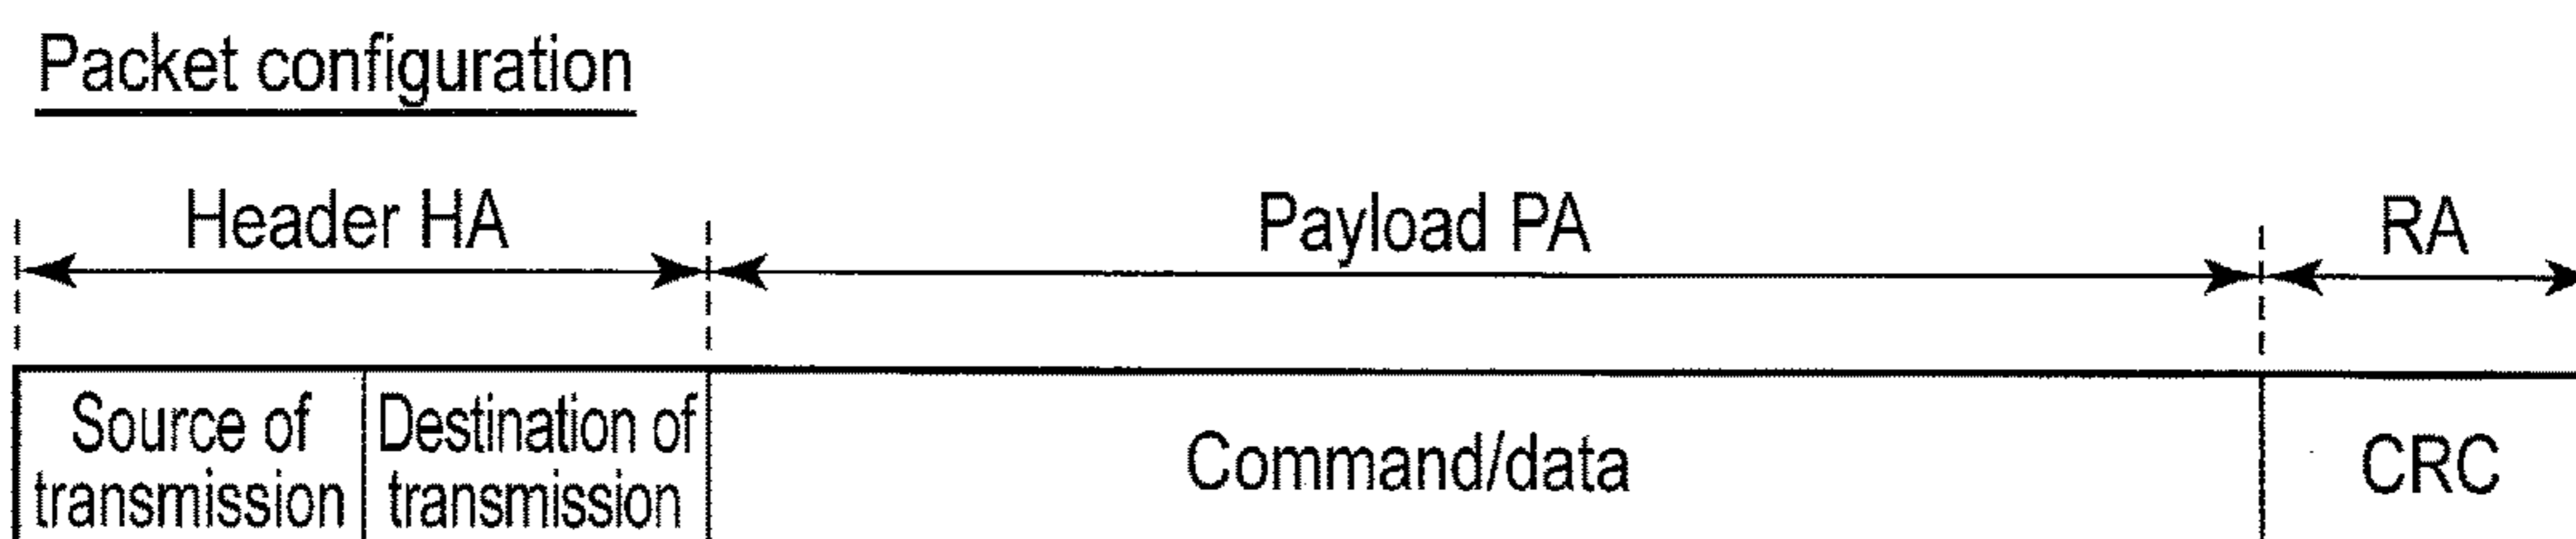 Packet configuration
Header HA
Payload PA
RA
Source of
transmission
Destination of
transmission
Command/data
CRC